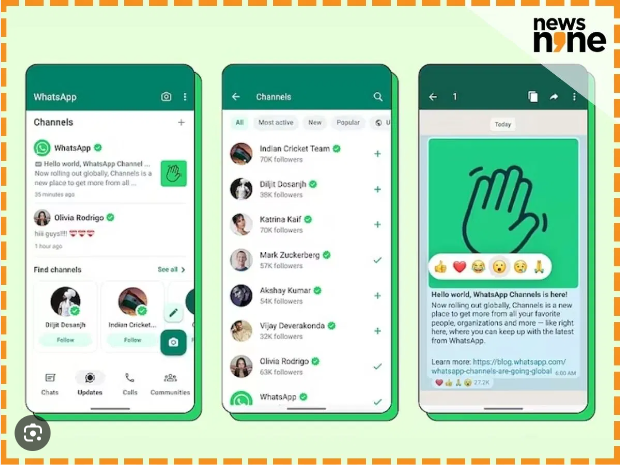 news
n9ne
WhatsApp
Channels
WhatsApp
Hello world, WhatsApp Channel ...
Now rolling out globally, Channels is a
new place to get more from all ...
25 minutes ago
Olivia Rodrigo
hiii guys!!!!
1 hour ago
Find channels
See all >
Diljit Dosanjh
Follow
Indian Cricket...
Follow
Chats
Updates
Calls
Communities
Channels
All
Most active
New
Popular
Indian Cricket Team
70K followers
Diljit Dosanjh
38K followers
Katrina Kaif
70K followers
Mark Zuckerberg
57K followers
Akshay Kumar
54K followers
Vijay Deverakonda
32K followers
Olivia Rodrigo
63K followers
WhatsApp
1
Today
Hello world, WhatsApp Channels is here!
Now rolling out globally, Channels is a new
place to get more from all your favorite
people, organizations and more — like right
here, where you can keep up with the latest
from WhatsApp.
Learn more: https://blog.whatsapp.com/
whatsapp-channels-are-going-global
6:00 AM
27.2K